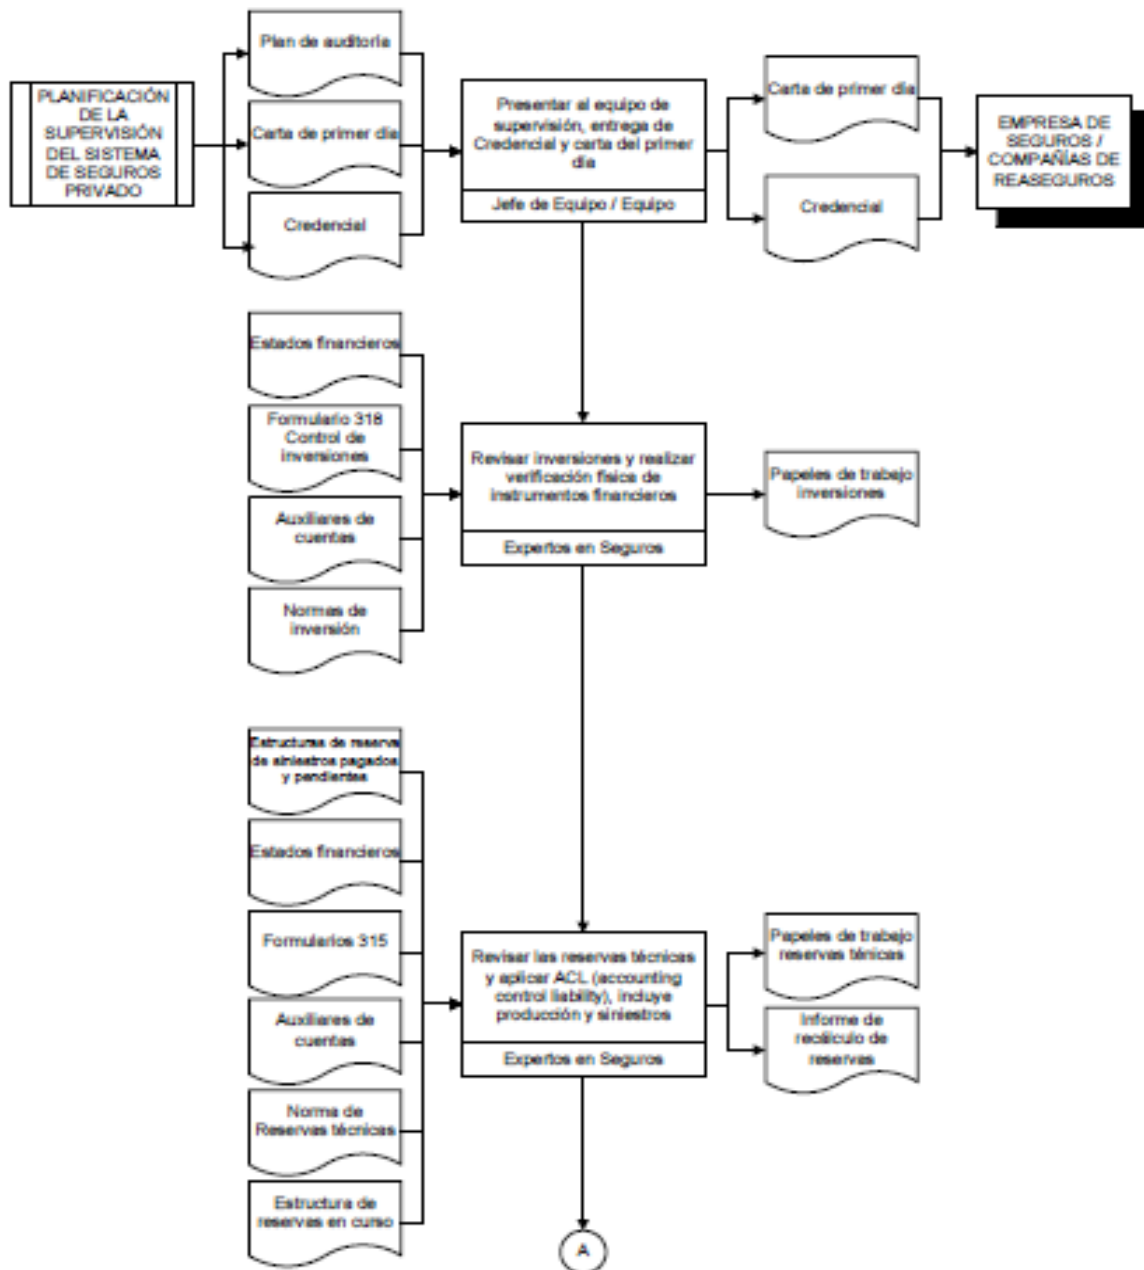 PLANIFICACIÓN
DE LA
SUPERVISIÓN
DEL SISTEMA
DE SEGUROS
PRIVADO
Plan de auditoría
Carta de primer día
Credencial
Presentar al equipo de
supervisión, entrega de
Credencial y carta del primer
día
Jefe de Equipo / Equipo
Carta de primer día
Credencial
EMPRESA DE
SEGUROS /
COMPAÑÍAS DE
REASEGUROS
Estados financieros
Formulario 318
Control de
inversiones
Auxiliares de
cuentas
Normas de
inversión
Revisar inversiones y realizar
verificación física de
instrumentos financieros
Expertos en Seguros
Papeles de trabajo
inversiones
Estructuras de reserva
de siniestros pagados
y pendientes
Estados financieros
Formularios 315
Auxiliares de
cuentas
Norma de
Reservas técnicas
Estructura de
reservas en curso
Revisar las reservas técnicas
y aplicar ACL (accounting
control liability), incluye
producción y siniestros
Expertos en Seguros
Papeles de trabajo
reservas ténicas
Informe de
recálculo de
reservas
A